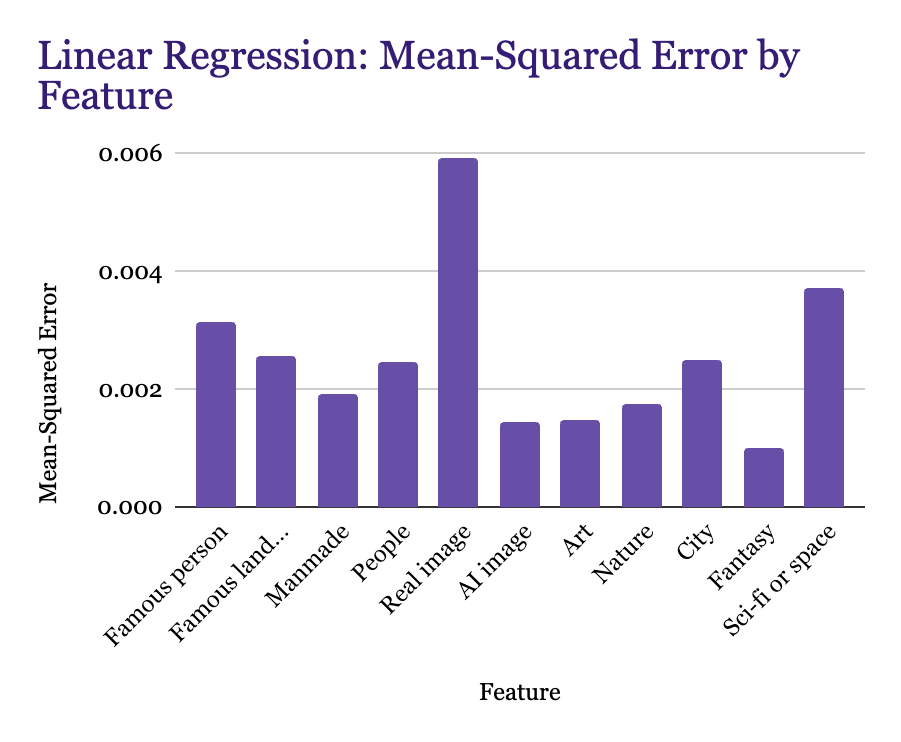 Linear Regression: Mean-Squared Error by
Feature
Mean-Squared Error
0.006
0.004
0.002
0.000
Famous person
Famous land...
Manmade
People
Real image
AI image
Art
Nature
City
Fantasy
Sci-fi or space
Feature